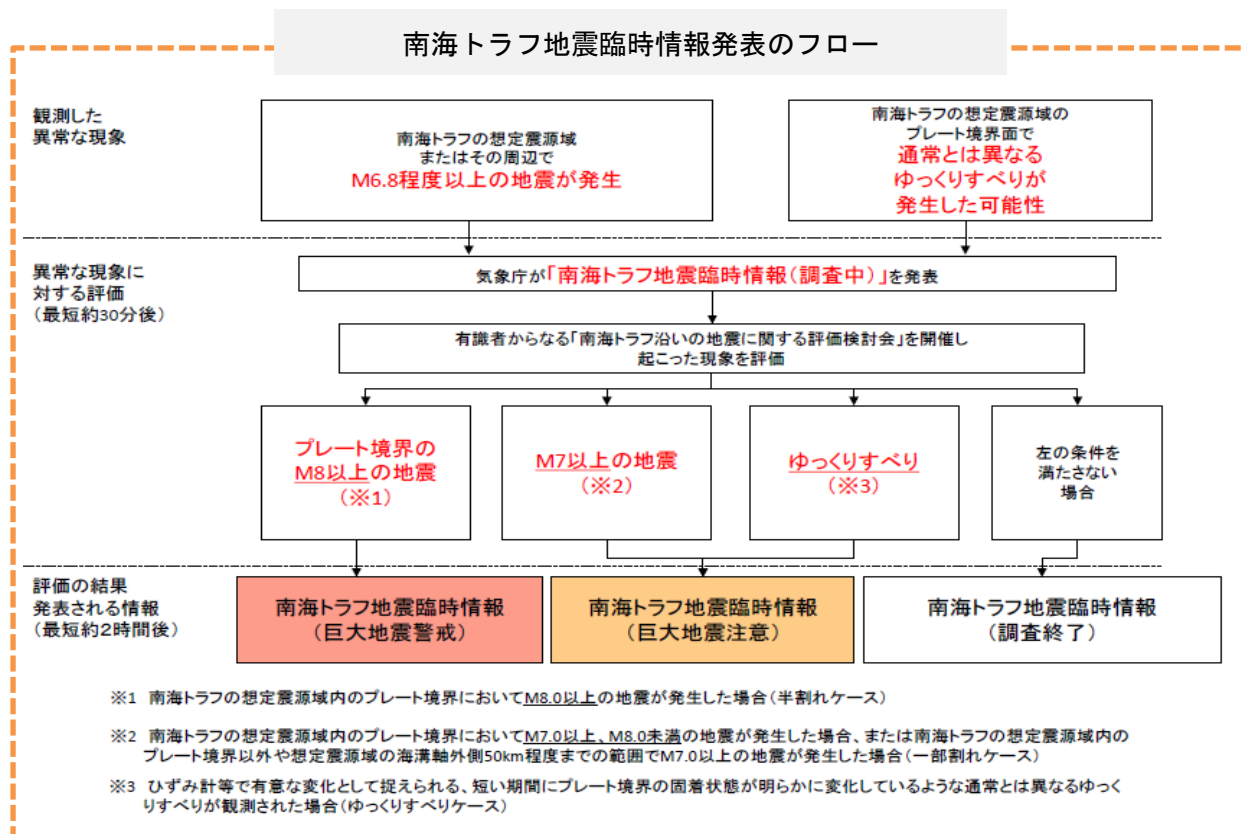 南海トラフ地震臨時情報発表のフロー
観測した
異常な現象
南海トラフの想定震源域
またはその周辺で
M6.8程度以上の地震が発生
南海トラフの想定震源域の
プレート境界面で
通常とは異なる
ゆっくりすべりが
発生した可能性
異常な現象に
対する評価
(最短約30分後)
気象庁が「南海トラフ地震臨時情報(調査中)」を発表
有識者からなる「南海トラフ沿いの地震に関する評価検討会」を開催し
起こった現象を評価
プレート境界の
M8以上の地震
(※1)
M7以上の地震
(※2)
ゆっくりすべり
(※3)
左の条件を
満たさない
場合
評価の結果
発表される情報
(最短約2時間後)
南海トラフ地震臨時情報
(巨大地震警戒)
南海トラフ地震臨時情報
(巨大地震注意)
南海トラフ地震臨時情報
(調査終了)
※1 南海トラフの想定震源域内のプレート境界においてM8.0以上の地震が発生した場合(半割れケース)
※2 南海トラフの想定震源域内のプレート境界においてM7.0以上、M8.0未満の地震が発生した場合、または南海トラフの想定震源域内の
プレート境界以外や想定震源域の海溝軸外側50km程度までの範囲でM7.0以上の地震が発生した場合(一部割れケース)
※3 ひずみ計等で有意な変化として捉えられる、短い期間にプレート境界の固着状態が明らかに変化しているような通常とは異なるゆっく
りすべりが観測された場合(ゆっくりすべりケース)